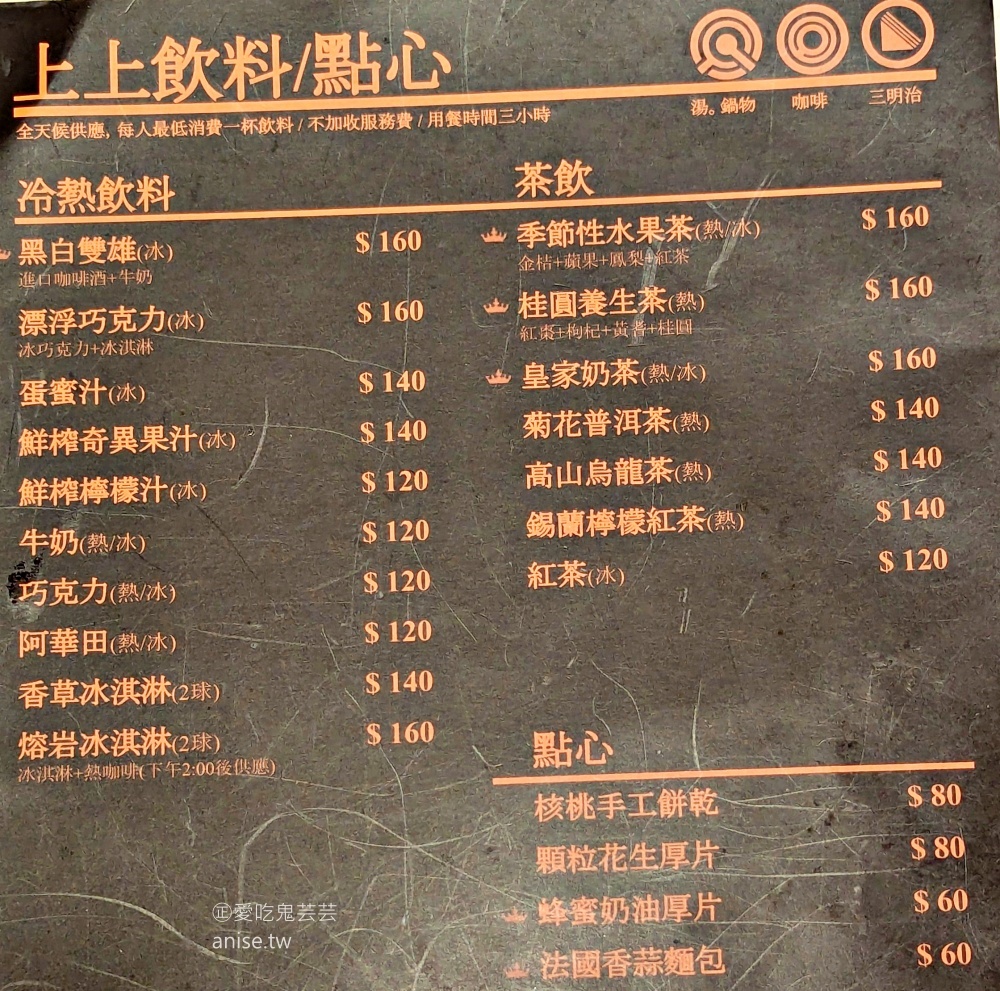 上上飲料/點心
湯。鍋物 咖啡 三明治
全天候供應, 每人最低消費一杯飲料 / 不加收服務費 / 用餐時間三小時
冷熱飲料
黑白雙雄(冰) $ 160
進口咖啡酒+牛奶
漂浮巧克力(冰) $ 160
冰巧克力+冰淇淋
蛋蜜汁(冰) $ 140
鮮榨奇異果汁(冰) $ 140
鮮榨檸檬汁(冰) $ 120
牛奶(熱/冰) $ 120
巧克力(熱/冰) $ 120
阿華田(熱/冰) $ 120
香草冰淇淋(2球) $ 140
熔岩冰淇淋(2球) $ 160
冰淇淋+熱咖啡(下午2:00後供應)
茶飲
季節性水果茶(熱/冰) $ 160
金桔+蘋果+鳳梨+紅茶
桂圓養生茶(熱) $ 160
紅棗+枸杞+黃耆+桂圓
皇家奶茶(熱/冰) $ 160
菊花普洱茶(熱) $ 140
高山烏龍茶(熱) $ 140
錫蘭檸檬紅茶(熱) $ 140
紅茶(冰) $ 120
點心
核桃手工餅乾 $ 80
顆粒花生厚片 $ 80
蜂蜜奶油厚片 $ 60
法國香蒜麵包 $ 60
㊣愛吃鬼芸芸
anise.tw